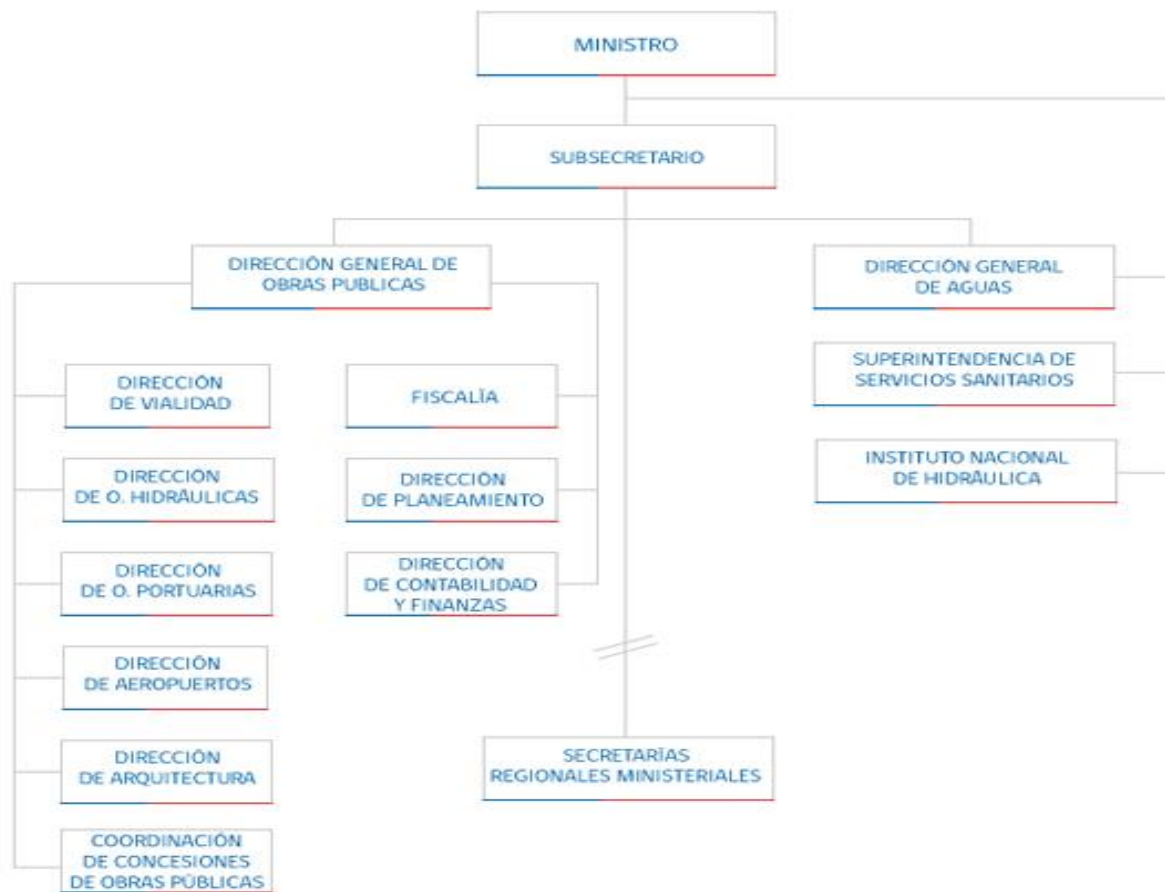 MINISTRO
SUBSECRETARIO
DIRECCIÓN GENERAL DE
OBRAS PUBLICAS
DIRECCIÓN GENERAL
DE AGUAS
DIRECCIÓN
DE VIALIDAD
FISCALÏA
SUPERINTENDENCIA DE
SERVICIOS SANITARIOS
DIRECCIÓN
DE O. HIDRÁULICAS
DIRECCIÓN
DE PLANEAMIENTO
INSTITUTO NACIONAL
DE HIDRÁULICA
DIRECCIÓN
DE O. PORTUARIAS
DIRECCIÓN
DE CONTABILIDAD
Y FINANZAS
DIRECCIÓN
DE AEROPUERTOS
DIRECCIÓN
DE ARQUITECTURA
SECRETARÏAS
REGIONALES MINISTERIALES
COORDINACIÓN
DE CONCESIONES
DE OBRAS PÚBLICAS